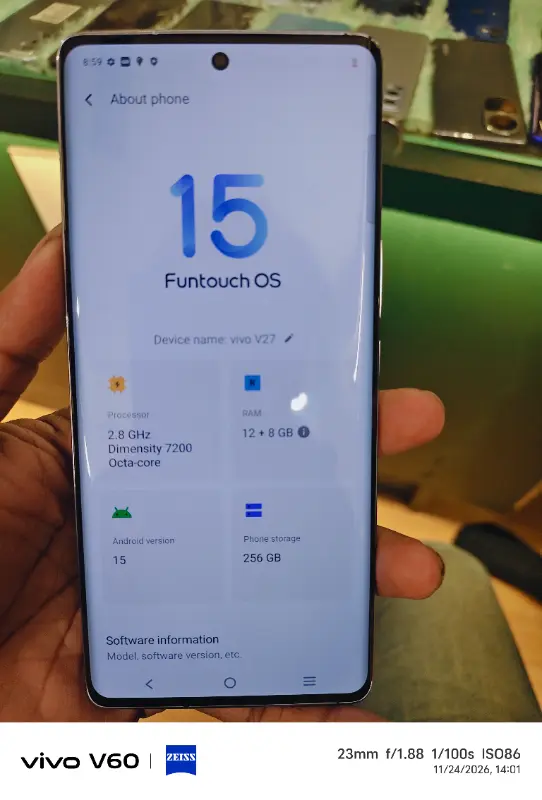 8:59
About phone
15
Funtouch OS
Device name: vivo V27
Processor
2.8 GHz
Dimensity 7200
Octa-core
RAM
12 + 8 GB
Android version
15
Phone storage
256 GB
Software information
Model, software version, etc.
vivo V60 | ZEISS
23mm f/1.88 1/100s ISO86
11/24/2026, 14:01